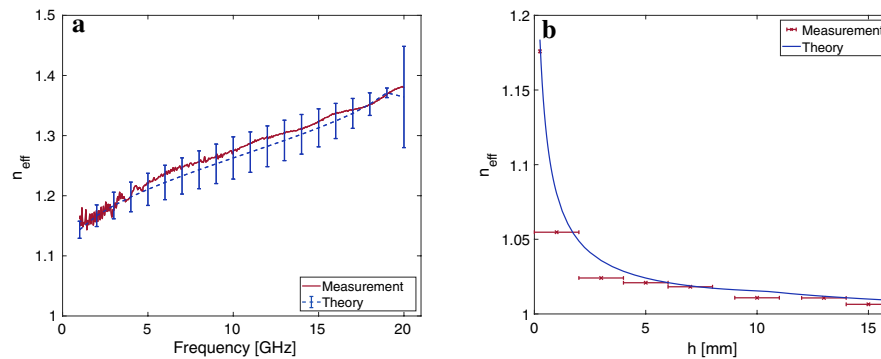 a
n_eff
1.5
1.4
1.3
1.2
1.1
1
0 5 10 15 20
Frequency [GHz]
Measurement
Theory
b
n_eff
1.2
1.15
1.1
1.05
1
0 5 10 15
h [mm]
Measurement
Theory